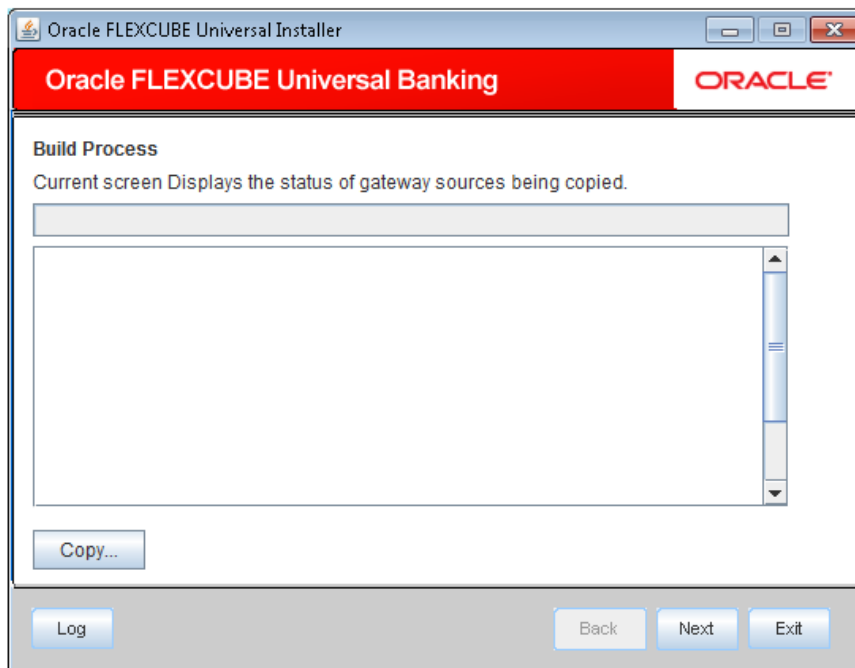 Oracle FLEXCUBE Universal Installer
Oracle FLEXCUBE Universal Banking
ORACLE
Build Process
Current screen Displays the status of gateway sources being copied.
Copy...
Log
Back
Next
Exit